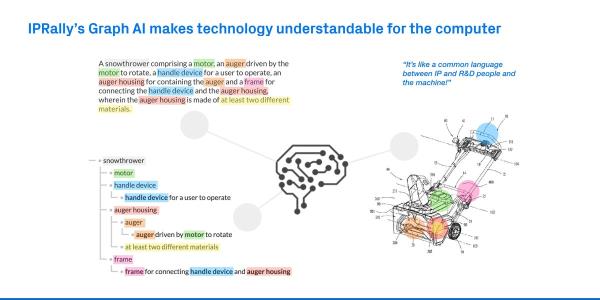 IPRally's Graph AI makes technology understandable for the computer
A snowthrower comprising a motor, an auger driven by the
motor to rotate, a handle device for a user to operate, an
auger housing for containing the auger and a frame for
connecting the handle device and the auger housing,
wherein the auger housing is made of at least two different
materials.
"It's like a common language
between IP and R&D people and
the machine!"
snowthrower
motor
handle device
handle device for a user to operate
auger housing
auger
auger driven by motor to rotate
at least two different materials
frame
frame for connecting handle device and auger housing